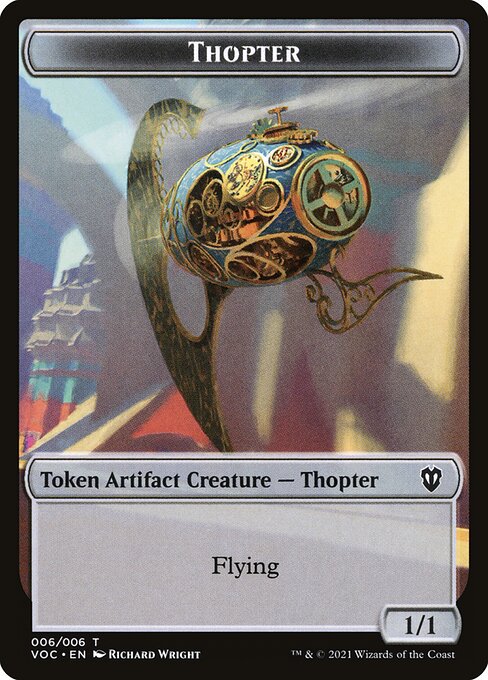 Thopter
Token Artifact Creature — Thopter
Flying
1/1
006/006 T
VOC • EN Richard Wright
™ & © 2021 Wizards of the Coast